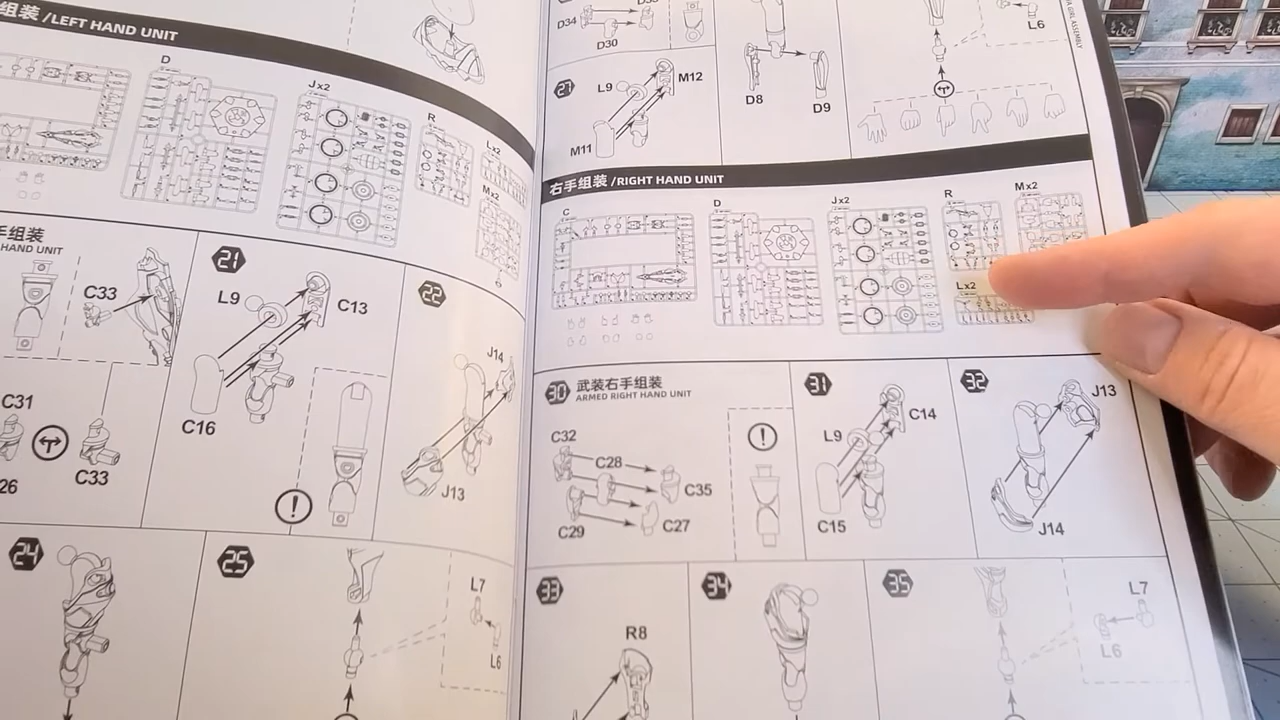 组装/LEFT HAND UNIT
D
Jx2
R
Lx2
Mx2
手组装
HAND UNIT
C33
C31
26
C33
21
L9
C13
C16
!
22
J14
J13
24
25
L7
L6
D34
D30
D8
D9
L6
GIRL ASSEMBLY
27
L9
M12
M11
右手组装/RIGHT HAND UNIT
C
D
Jx2
R
Mx2
Lx2
30 武装右手组装
ARMED RIGHT HAND UNIT
C32
C28
C35
C29
C27
!
31
L9
C14
C15
32
J13
J14
33
R8
34
35
L7
L6